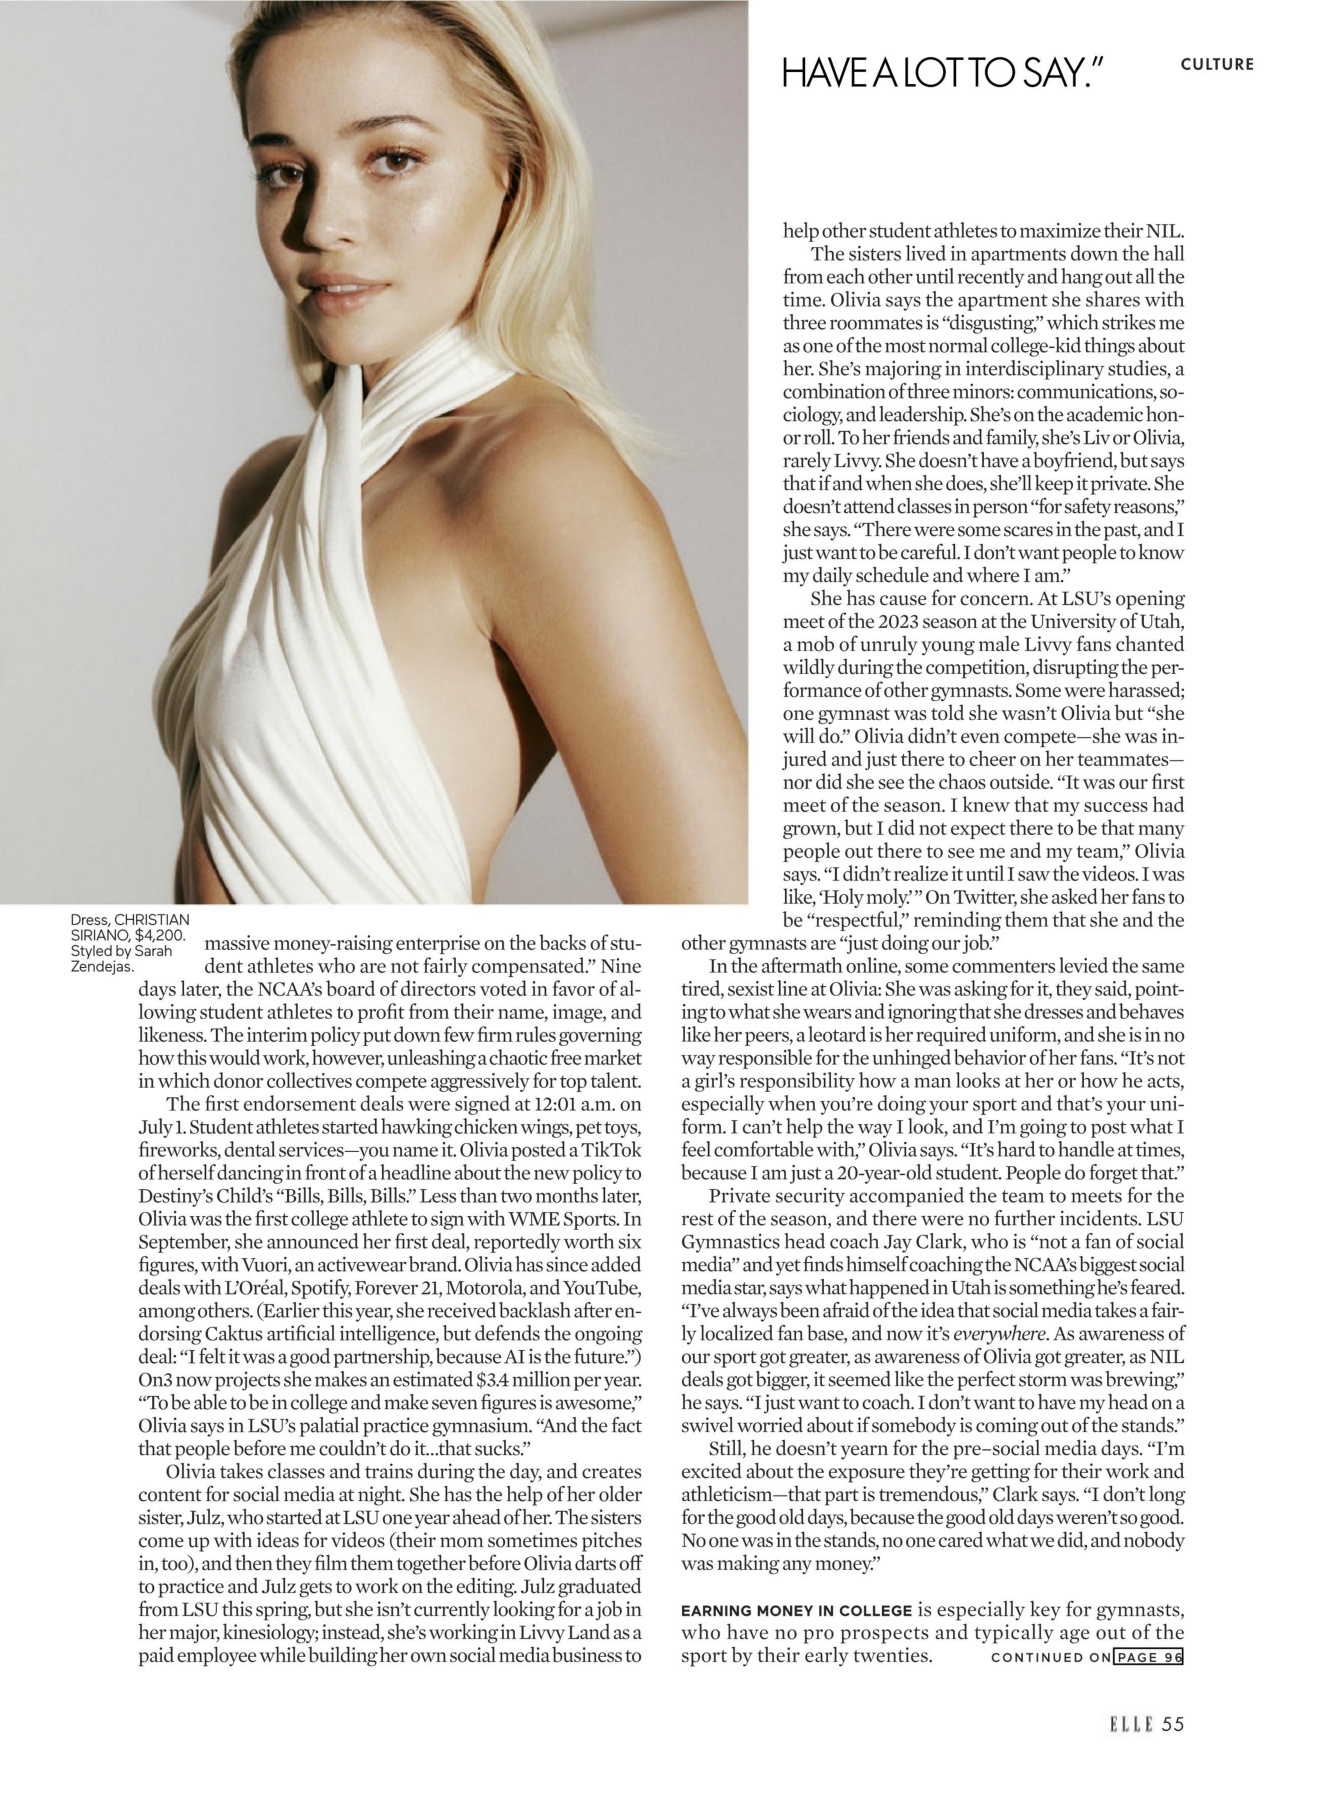 HAVE A LOT TO SAY.”
CULTURE
Dress, CHRISTIAN
SIRIANO, $4,200.
Styled by Sarah
Zendejas.
massive money-raising enterprise on the backs of stu-
dent athletes who are not fairly compensated.” Nine
days later, the NCAA’s board of directors voted in favor of al-
lowing student athletes to profit from their name, image, and
likeness. The interim policy put down few firm rules governing
how this would work, however, unleashing a chaotic free market
in which donor collectives compete aggressively for top talent.
The first endorsement deals were signed at 12:01 a.m. on
July 1. Student athletes started hawking chicken wings, pet toys,
fireworks, dental services—you name it. Olivia posted a TikTok
of herself dancing in front of a headline about the new policy to
Destiny’s Child’s “Bills, Bills, Bills.” Less than two months later,
Olivia was the first college athlete to sign with WME Sports. In
September, she announced her first deal, reportedly worth six
figures, with Vuori, an activewear brand. Olivia has since added
deals with L’Oréal, Spotify, Forever 21, Motorola, and YouTube,
among others. (Earlier this year, she received backlash after en-
dorsing Caktus artificial intelligence, but defends the ongoing
deal: “I felt it was a good partnership, because AI is the future.”)
On3 now projects she makes an estimated $3.4 million per year.
“To be able to be in college and make seven figures is awesome,”
Olivia says in LSU’s palatial practice gymnasium. “And the fact
that people before me couldn’t do it...that sucks.”
Olivia takes classes and trains during the day, and creates
content for social media at night. She has the help of her older
sister, Julz, who started at LSU one year ahead of her. The sisters
come up with ideas for videos (their mom sometimes pitches
in, too), and then they film them together before Olivia darts off
to practice and Julz gets to work on the editing. Julz graduated
from LSU this spring, but she isn’t currently looking for a job in
her major, kinesiology; instead, she’s working in Livvy Land as a
paid employee while building her own social media business to
help other student athletes to maximize their NIL.
The sisters lived in apartments down the hall
from each other until recently and hang out all the
time. Olivia says the apartment she shares with
three roommates is “disgusting,” which strikes me
as one of the most normal college-kid things about
her. She’s majoring in interdisciplinary studies, a
combination of three minors: communications, so-
ciology, and leadership. She’s on the academic hon-
or roll. To her friends and family, she’s Liv or Olivia,
rarely Livvy. She doesn’t have a boyfriend, but says
that if and when she does, she’ll keep it private. She
doesn’t attend classes in person “for safety reasons,”
she says. “There were some scares in the past, and I
just want to be careful. I don’t want people to know
my daily schedule and where I am.”
She has cause for concern. At LSU’s opening
meet of the 2023 season at the University of Utah,
a mob of unruly young male Livvy fans chanted
wildly during the competition, disrupting the per-
formance of other gymnasts. Some were harassed;
one gymnast was told she wasn’t Olivia but “she
will do.” Olivia didn’t even compete—she was in-
jured and just there to cheer on her teammates—
nor did she see the chaos outside. “It was our first
meet of the season. I knew that my success had
grown, but I did not expect there to be that many
people out there to see me and my team,” Olivia
says. “I didn’t realize it until I saw the videos. I was
like, ‘Holy moly.’” On Twitter, she asked her fans to
be “respectful,” reminding them that she and the
other gymnasts are “just doing our job.”
In the aftermath online, some commenters levied the same
tired, sexist line at Olivia: She was asking for it, they said, point-
ing to what she wears and ignoring that she dresses and behaves
like her peers, a leotard is her required uniform, and she is in no
way responsible for the unhinged behavior of her fans. “It’s not
a girl’s responsibility how a man looks at her or how he acts,
especially when you’re doing your sport and that’s your uni-
form. I can’t help the way I look, and I’m going to post what I
feel comfortable with,” Olivia says. “It’s hard to handle at times,
because I am just a 20-year-old student. People do forget that.”
Private security accompanied the team to meets for the
rest of the season, and there were no further incidents. LSU
Gymnastics head coach Jay Clark, who is “not a fan of social
media” and yet finds himself coaching the NCAA’s biggest social
media star, says what happened in Utah is something he’s feared.
“I’ve always been afraid of the idea that social media takes a fair-
ly localized fan base, and now it’s everywhere. As awareness of
our sport got greater, as awareness of Olivia got greater, as NIL
deals got bigger, it seemed like the perfect storm was brewing,”
he says. “I just want to coach. I don’t want to have my head on a
swivel worried about if somebody is coming out of the stands.”
Still, he doesn’t yearn for the pre–social media days. “I’m
excited about the exposure they’re getting for their work and
athleticism—that part is tremendous,” Clark says. “I don’t long
for the good old days, because the good old days weren’t so good.
No one was in the stands, no one cared what we did, and nobody
was making any money.”
EARNING MONEY IN COLLEGE is especially key for gymnasts,
who have no pro prospects and typically age out of the
sport by their early twenties. CONTINUED ON PAGE 96
ELLE 55